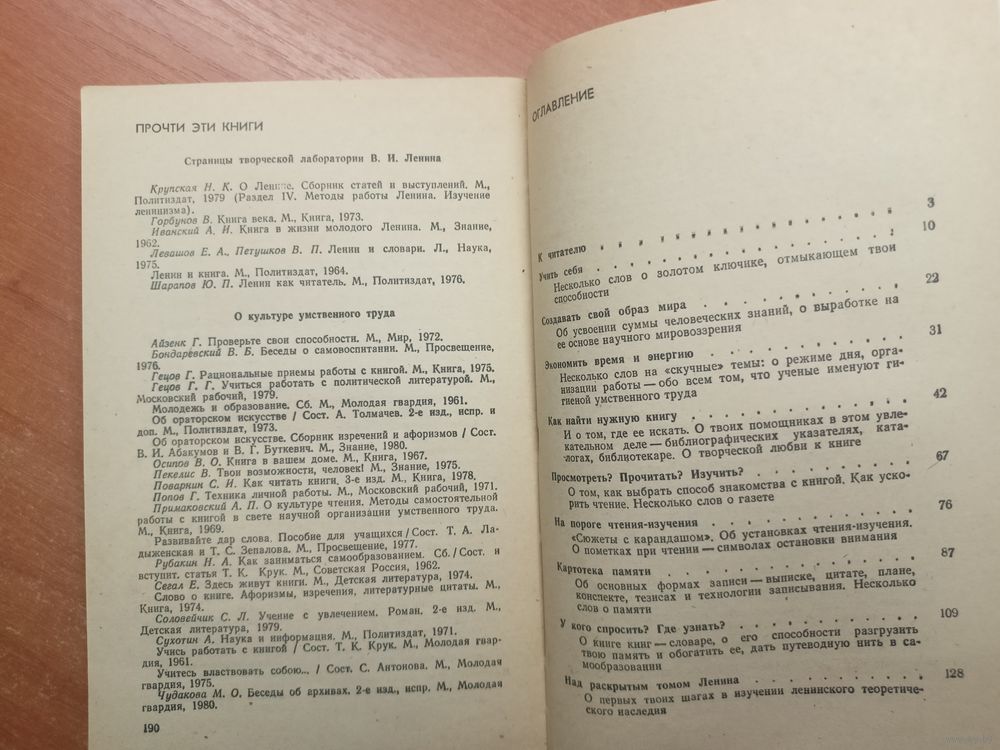 ПРОЧТИ ЭТИ КНИГИ
Страницы творческой лаборатории В. И. Ленина
Крупская Н. К. О Ленине. Сборник статей и выступлений. М.,
Политиздат, 1979 (Раздел IV. Методы работы Ленина. Изучение
ленинизма).
Горбунов В. Книга века. М., Книга, 1973.
Иванский А. И. Книга в жизни молодого Ленина. М., Знание,
1962.
Левашов Е. А., Петушков В. П. Ленин и словари. Л., Наука,
1975.
Ленин и книга. М., Политиздат, 1964.
Шарапов Ю. П. Ленин как читатель. М., Политиздат, 1976.
О культуре умственного труда
Айзенк Г. Проверьте свои способности. М., Мир, 1972.
Бондаревский В. Б. Беседы о самовоспитании. М., Просвещение,
1976.
Гецов Г. Рациональные приемы работы с книгой. М., Книга, 1975.
Гецов Г. Г. Учиться работать с политической литературой. М.,
Московский рабочий, 1979.
Молодежь и образование. Сб. М., Молодая гвардия, 1961.
Об ораторском искусстве / Сост. А. Толмачев. 2-е изд., испр. и
доп. М., Политиздат, 1973.
Об ораторском искусстве. Сборник изречений и афоризмов / Сост.
В. И. Абакумов и В. Г. Буткевич. М., Знание, 1980.
Осипов В. О. Книга в вашем доме. М., Книга, 1967.
Пекелис В. Твои возможности, человек! М., Знание, 1975.
Поварнин С. И. Как читать книги. 3-е изд. М., Книга, 1978.
Попов Г. Техника личной работы. М., Московский рабочий, 1971.
Примаковский А. П. О культуре чтения. Методы самостоятельной
работы с книгой в свете научной организации умственного труда.
М., Книга, 1969.
Развивайте дар слова. Пособие для учащихся / Сост. Т. А. Ла-
дыженская и Т. С. Зепалова. М., Просвещение, 1977.
Рубакин Н. А. Как заниматься самообразованием. Сб. / Сост. и
вступит. статья Т. К. Крук. М., Советская Россия, 1962.
Сегал Е. Здесь живут книги. М., Детская литература, 1974.
Слово о книге. Афоризмы, изречения, литературные цитаты. М.,
Книга, 1974.
Соловейчик С. Л. Учение с увлечением. Роман. 2-е изд. М.,
Детская литература, 1979.
Сухотин А. Наука и информация. М., Политиздат, 1971.
Учись работать с книгой / Сост. Т. К. Крук. М., Молодая гвар-
дия, 1961.
Учитесь властвовать собою... / Сост. С. Антонова. М., Молодая
гвардия, 1975.
Чудакова М. О. Беседы об архивах. 2-е изд., испр. М., Молодая
гвардия, 1980.
190
ОГЛАВЛЕНИЕ
К читателю . . . . . . . . . . 3
Учить себя . . . . . . . . . . 10
Несколько слов о золотом ключике, отмыкающем твои
способности
Создавать свой образ мира . . . . . . . 22
Об усвоении суммы человеческих знаний, о выработке на
ее основе научного мировоззрения
Экономить время и энергию . . . . . . . 31
Несколько слов на «скучные» темы: о режиме дня, орга-
низации работы — обо всем том, что ученые именуют ги-
гиеной умственного труда
Как найти нужную книгу . . . . . . . 42
И о том, где ее искать. О твоих помощниках в этом увле-
кательном деле — библиографических указателях, ката-
логах, библиотекаре. О творческой любви к книге
Просмотреть? Прочитать? Изучить? . . . . . 67
О том, как выбрать способ знакомства с книгой. Как уско-
рить чтение. Несколько слов о газете
На пороге чтения-изучения . . . . . . . 76
«Сюжеты с карандашом». Об установках чтения-изучения.
О пометках при чтении — символах остановки внимания
Картотека памяти . . . . . . . . . 87
Об основных формах записи — выписке, цитате, плане,
конспекте, тезисах и технологии записывания. Несколько
слов о памяти
У кого спросить? Где узнать? . . . . . . 109
О книге книг — словаре, о его способности разгрузить
твою память и обогатить ее, дать путеводную нить в са-
мообразовании
Над раскрытым томом Ленина . . . . . . 128
О первых твоих шагах в изучении ленинского теоретиче-
ского наследия